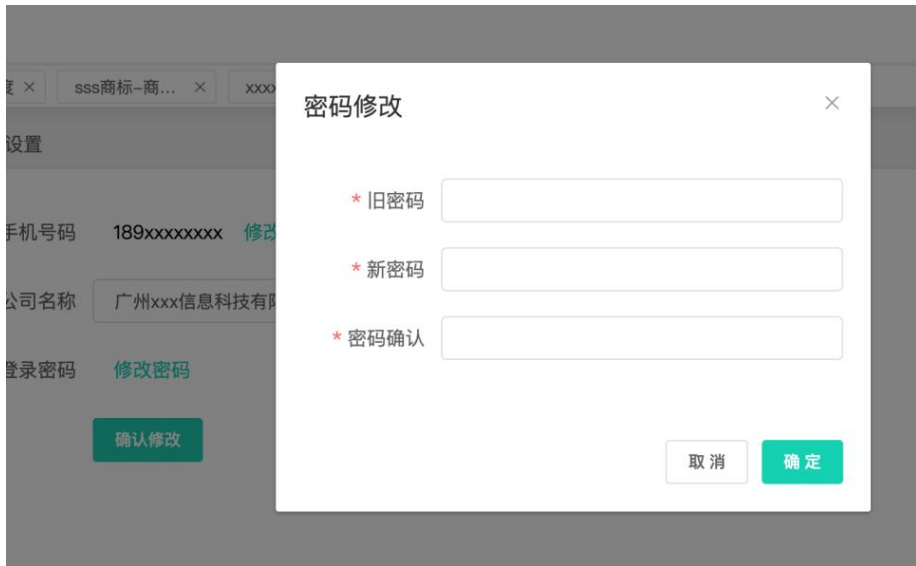 度 × sss商标-商... × xxxx
设置
手机号码 189xxxxxxxx 修改
公司名称 广州xxx信息科技有限
登录密码 修改密码
确认修改
密码修改 ×
* 旧密码
* 新密码
* 密码确认
取 消 确 定